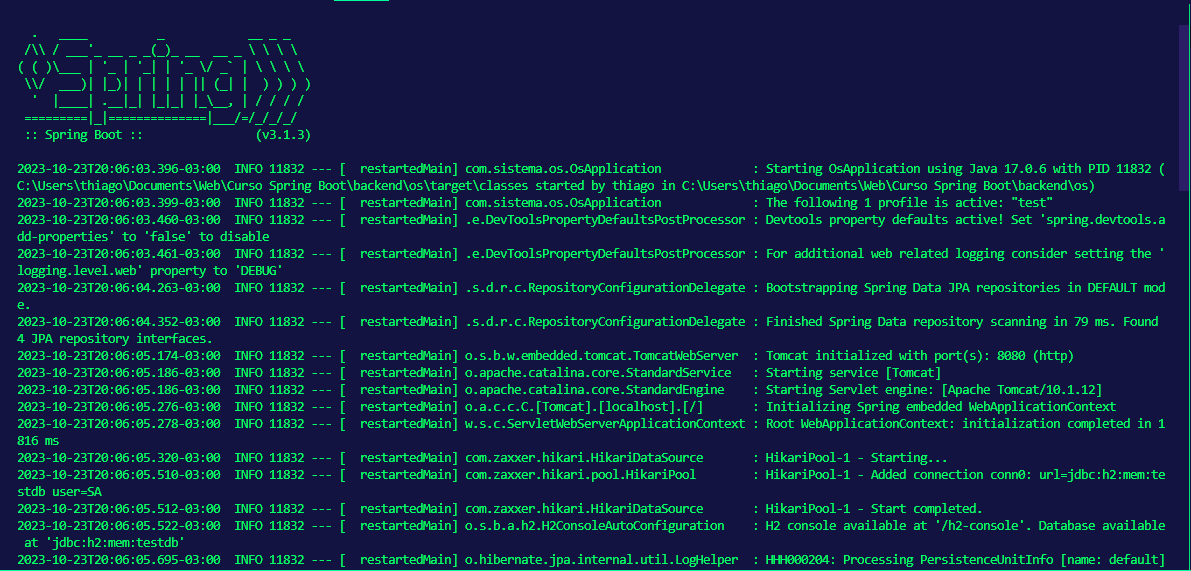 .   ____          _            __ _ _
 /\\ / ___'_ __ _ _(_)_ __  __ _ \ \ \ \
( ( )\___ | '_ | '_| | '_ \/ _` | \ \ \ \
 \\/  ___)| |_)| | | | | || (_| |  ) ) ) )
  '  |____| .__|_| |_|_| |_\__, | / / / /
 =========|_|==============|___/=/_/_/_/
 :: Spring Boot ::                (v3.1.3)
2023-10-23T20:06:03.396-03:00  INFO 11832 --- [  restartedMain] com.sistema.os.OsApplication             : Starting OsApplication using Java 17.0.6 with PID 11832 (
C:\Users\thiago\Documents\Web\Curso Spring Boot\backend\os\target\classes started by thiago in C:\Users\thiago\Documents\Web\Curso Spring Boot\backend\os)
2023-10-23T20:06:03.399-03:00  INFO 11832 --- [  restartedMain] com.sistema.os.OsApplication             : The following 1 profile is active: "test"
2023-10-23T20:06:03.460-03:00  INFO 11832 --- [  restartedMain] .e.DevToolsPropertyDefaultsPostProcessor : Devtools property defaults active! Set 'spring.devtools.a
dd-properties' to 'false' to disable
2023-10-23T20:06:03.461-03:00  INFO 11832 --- [  restartedMain] .e.DevToolsPropertyDefaultsPostProcessor : For additional web related logging consider setting the '
logging.level.web' property to 'DEBUG'
2023-10-23T20:06:04.263-03:00  INFO 11832 --- [  restartedMain] .s.d.r.c.RepositoryConfigurationDelegate : Bootstrapping Spring Data JPA repositories in DEFAULT mod
e.
2023-10-23T20:06:04.352-03:00  INFO 11832 --- [  restartedMain] .s.d.r.c.RepositoryConfigurationDelegate : Finished Spring Data repository scanning in 79 ms. Found
4 JPA repository interfaces.
2023-10-23T20:06:05.174-03:00  INFO 11832 --- [  restartedMain] o.s.b.w.embedded.tomcat.TomcatWebServer  : Tomcat initialized with port(s): 8080 (http)
2023-10-23T20:06:05.186-03:00  INFO 11832 --- [  restartedMain] o.apache.catalina.core.StandardService   : Starting service [Tomcat]
2023-10-23T20:06:05.186-03:00  INFO 11832 --- [  restartedMain] o.apache.catalina.core.StandardEngine    : Starting Servlet engine: [Apache Tomcat/10.1.12]
2023-10-23T20:06:05.276-03:00  INFO 11832 --- [  restartedMain] o.a.c.c.C.[Tomcat].[localhost].[/]       : Initializing Spring embedded WebApplicationContext
2023-10-23T20:06:05.278-03:00  INFO 11832 --- [  restartedMain] w.s.c.ServletWebServerApplicationContext : Root WebApplicationContext: initialization completed in 1
816 ms
2023-10-23T20:06:05.320-03:00  INFO 11832 --- [  restartedMain] com.zaxxer.hikari.HikariDataSource       : HikariPool-1 - Starting...
2023-10-23T20:06:05.510-03:00  INFO 11832 --- [  restartedMain] com.zaxxer.hikari.pool.HikariPool        : HikariPool-1 - Added connection conn0: url=jdbc:h2:mem:te
stdb user=SA
2023-10-23T20:06:05.512-03:00  INFO 11832 --- [  restartedMain] com.zaxxer.hikari.HikariDataSource       : HikariPool-1 - Start completed.
2023-10-23T20:06:05.522-03:00  INFO 11832 --- [  restartedMain] o.s.b.a.h2.H2ConsoleAutoConfiguration    : H2 console available at '/h2-console'. Database available
 at 'jdbc:h2:mem:testdb'
2023-10-23T20:06:05.695-03:00  INFO 11832 --- [  restartedMain] o.hibernate.jpa.internal.util.LogHelper  : HHH000204: Processing PersistenceUnitInfo [name: default]